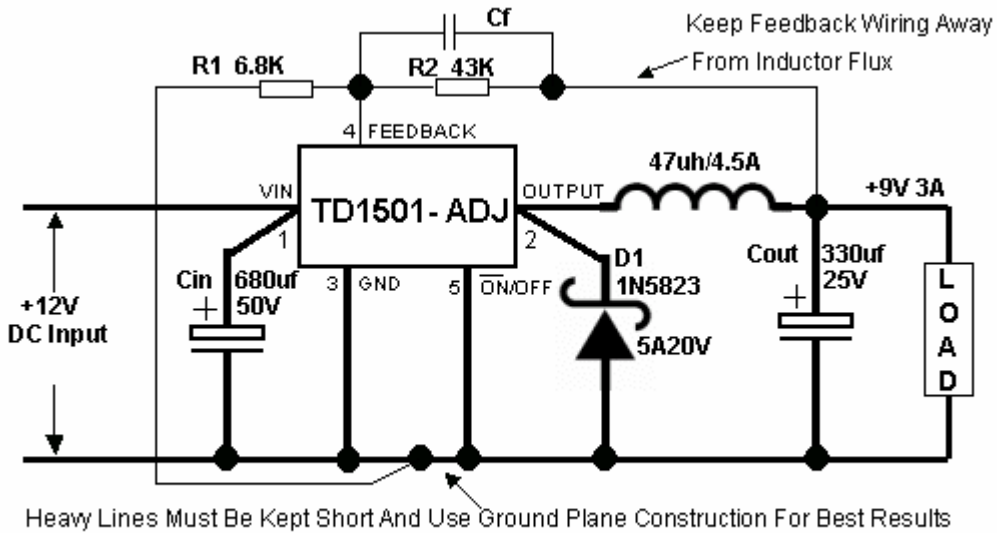 Cf
Keep Feedback Wiring Away
From Inductor Flux
R1 6.8K
R2 43K
4 FEEDBACK
47uh/4.5A
VIN
TD1501- ADJ
OUTPUT
+9V 3A
1
2
Cin 680uf
50V
3 GND
5 ON/OFF
D1
1N5823
5A20V
Cout 330uf
25V
+
+
+12V
DC Input
LOAD
Heavy Lines Must Be Kept Short And Use Ground Plane Construction For Best Results